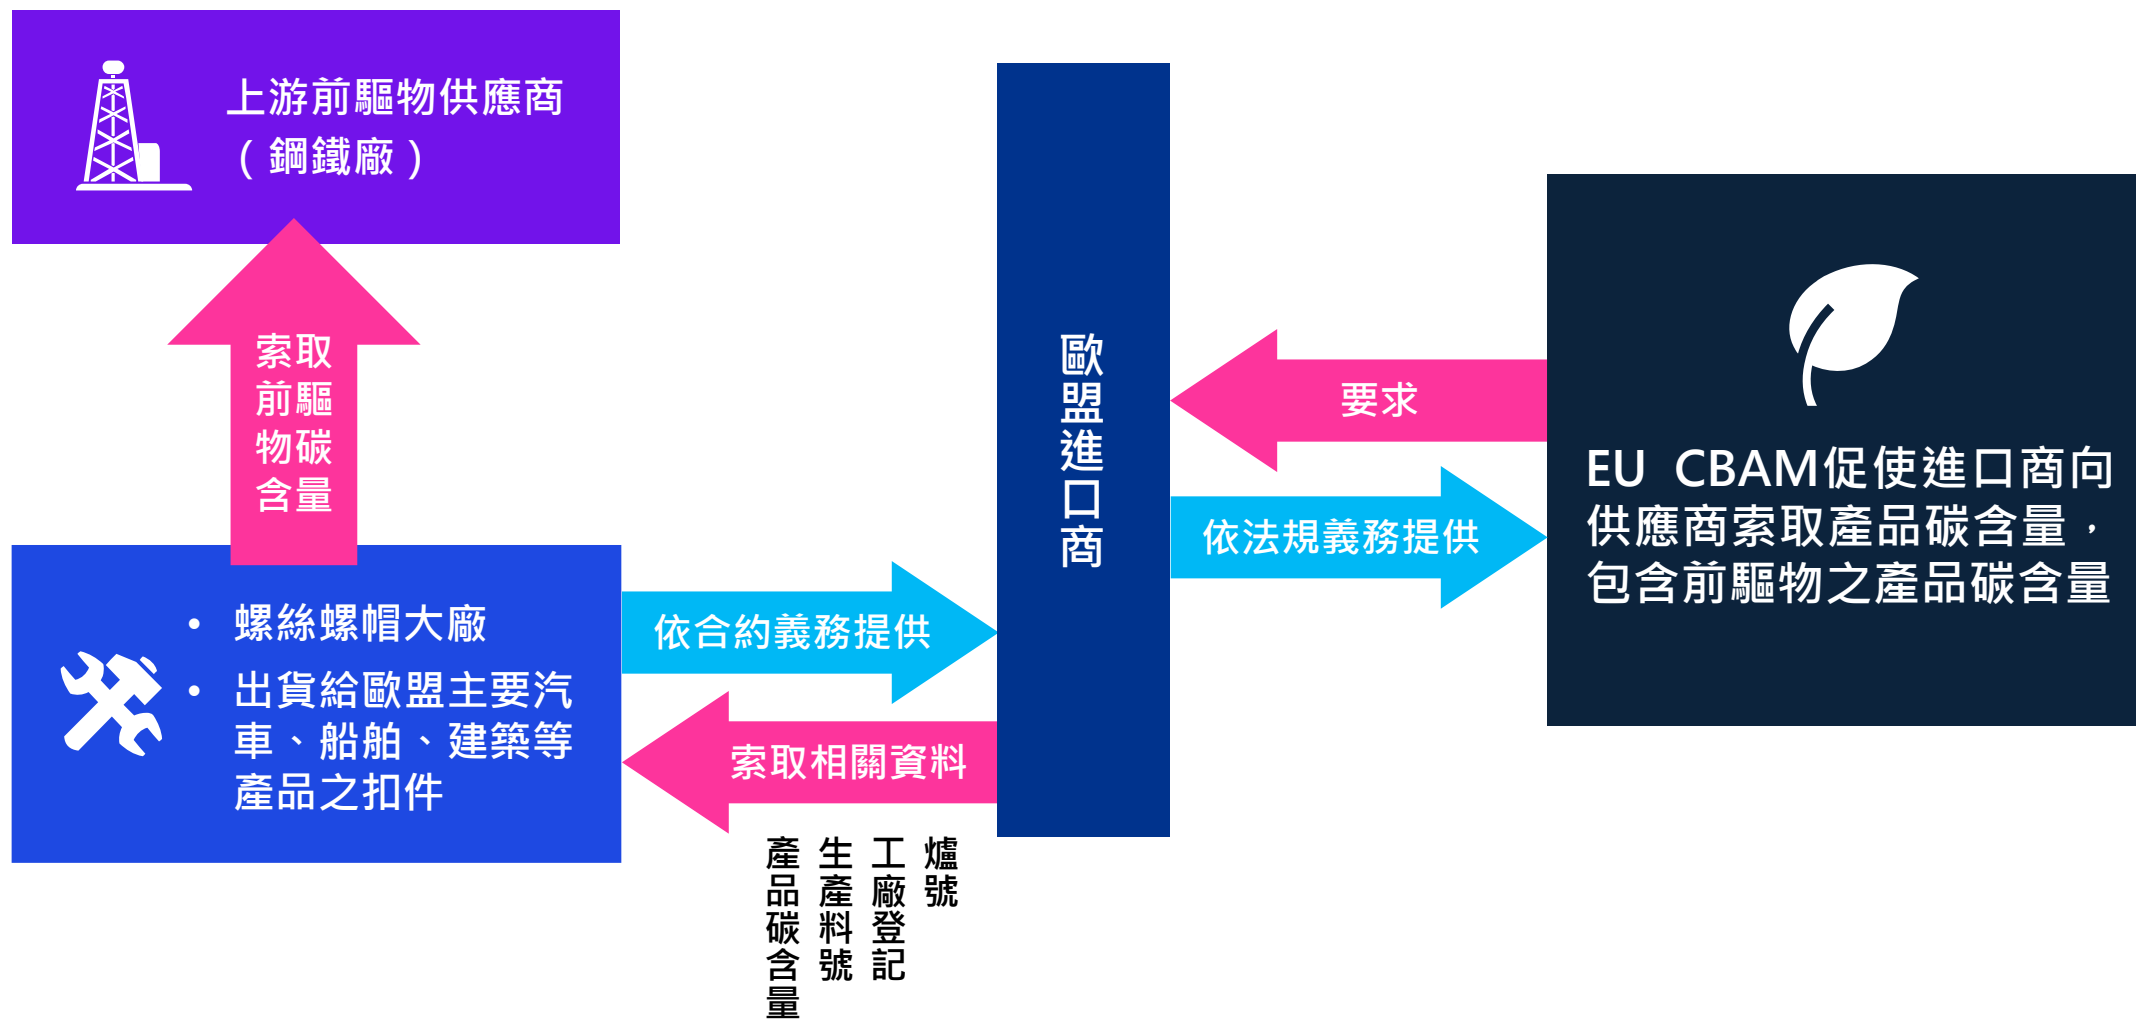 上游前驅物供應商
（鋼鐵廠）
索取
前驅
物碳
含量
• 螺絲螺帽大廠
• 出貨給歐盟主要汽
車、船舶、建築等
產品之扣件
依合約義務提供
索取相關資料
爐號
工廠登記
生產料號
產品碳含量
歐盟進口商
要求
依法規義務提供
EU CBAM促使進口商向
供應商索取產品碳含量，
包含前驅物之產品碳含量